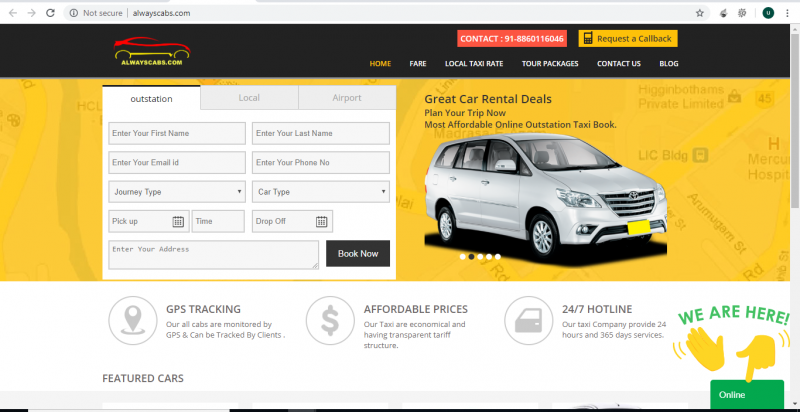 Not secure | alwayscabs.com
u
ALWAYSCABS.COM
CONTACT : 91-8860116046
Request a Callback
HOME FARE LOCAL TAXI RATE TOUR PACKAGES CONTACT US BLOG
outstation Local Airport
Great Car Rental Deals
Plan Your Trip Now
Most Affordable Online Outstation Taxi Book.
Enter Your First Name Enter Your Last Name
Enter Your Email id Enter Your Phone No
Journey Type Car Type
Pick up Time Drop Off
Enter Your Address
Book Now
Higginbothams
Private Limited
45
HCL
Madras
LIC Bldg
H
Mercu
Hospit
Anmugam St
Rd
GPS TRACKING
Our all cabs are monitored by
GPS & Can be Tracked By Clients .
AFFORDABLE PRICES
Our Taxi are economical and
having transparent tariff
structure.
24/7 HOTLINE
Our taxi Company provide 24
hours and 365 days services.
WE ARE HERE!
Online
FEATURED CARS